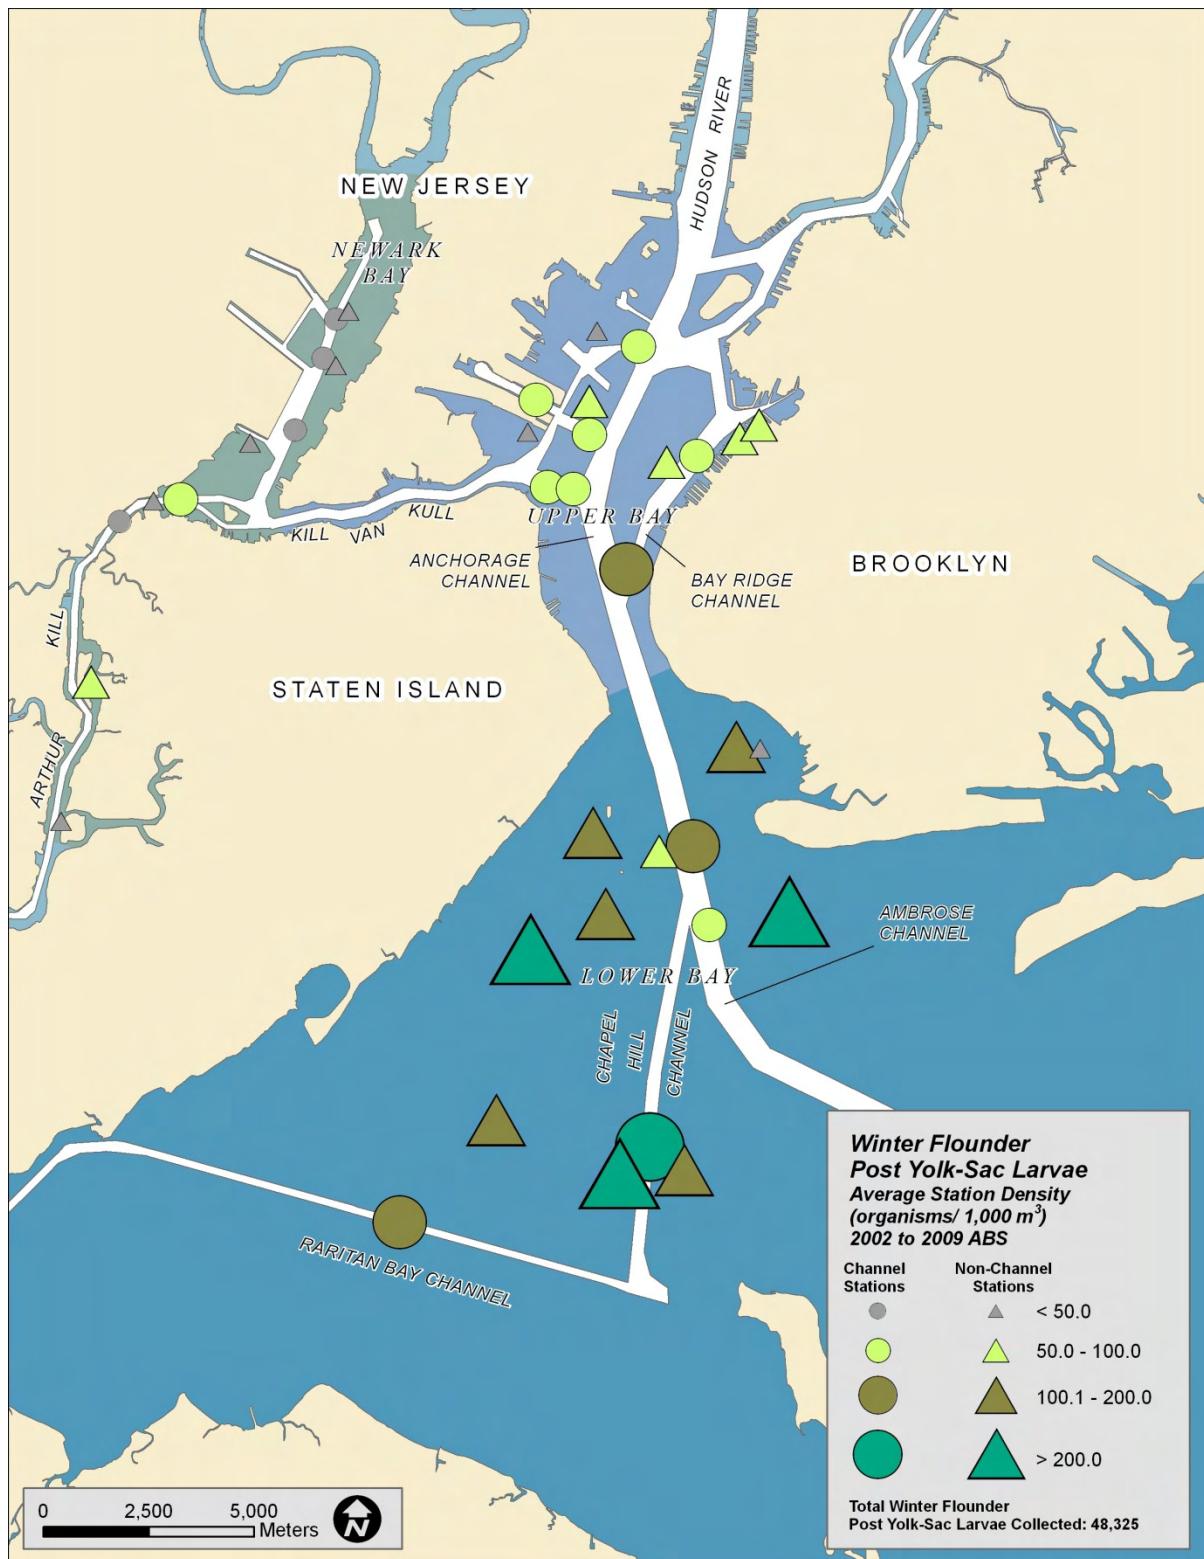 HUDSON RIVER
NEW JERSEY
NEWARK
BAY
KILL VAN KULL
UPPER BAY
ANCHORAGE
CHANNEL
BAY RIDGE
CHANNEL
BROOKLYN
STATEN ISLAND
ARTHUR KILL
AMBROSE
CHANNEL
LOWER BAY
CHAPEL
HILL
CHANNEL
RARITAN BAY CHANNEL
Winter Flounder
Post Yolk-Sac Larvae
Average Station Density
(organisms/ 1,000 m³)
2002 to 2009 ABS
Channel Stations
Non-Channel Stations
< 50.0
50.0 - 100.0
100.1 - 200.0
> 200.0
Total Winter Flounder
Post Yolk-Sac Larvae Collected: 48,325
0 2,500 5,000
Meters
N